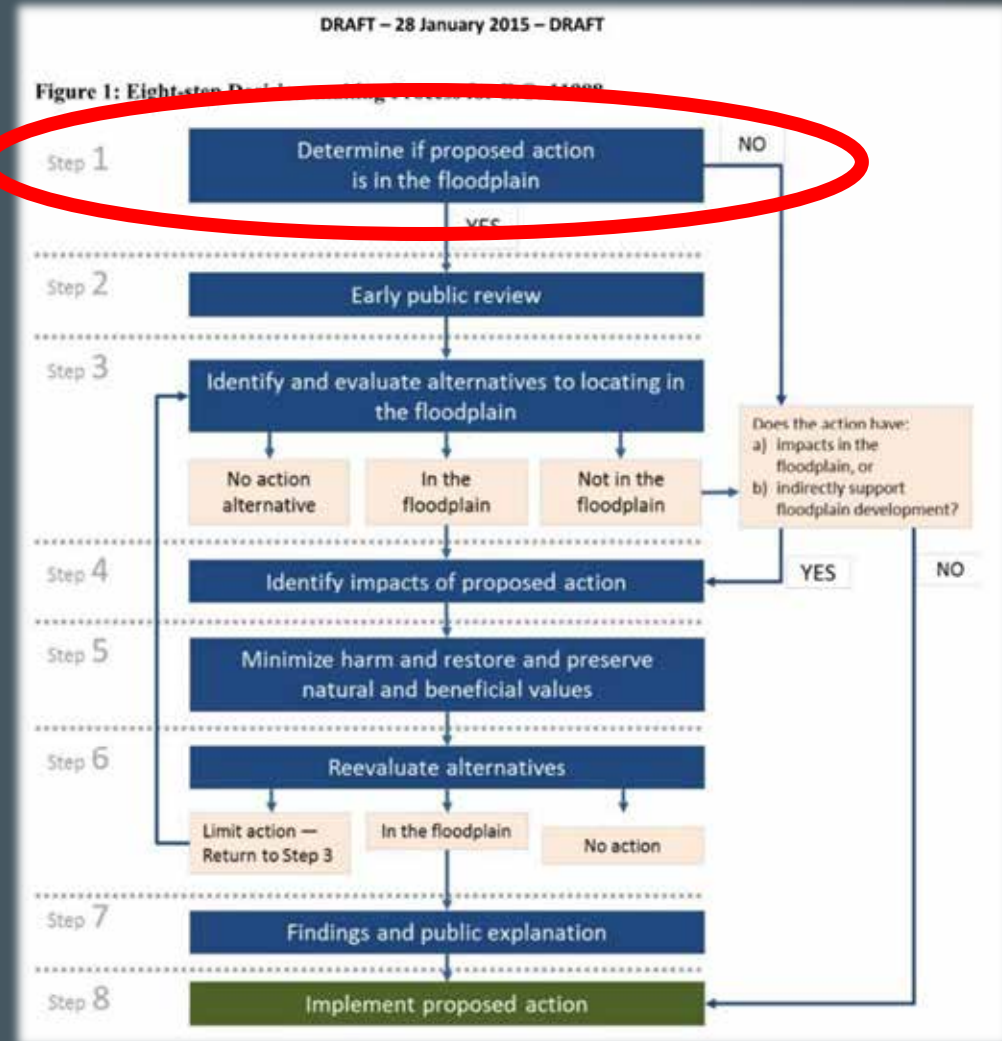 DRAFT – 28 January 2015 – DRAFT
Figure 1: Eight-step
Step 1
Determine if proposed action
is in the floodplain
NO
YES
Step 2
Early public review
Step 3
Identify and evaluate alternatives to locating in
the floodplain
No action
alternative
In the
floodplain
Not in the
floodplain
Does the action have:
a) impacts in the
floodplain, or
b) indirectly support
floodplain development?
Step 4
Identify impacts of proposed action
YES
NO
Step 5
Minimize harm and restore and preserve
natural and beneficial values
Step 6
Reevaluate alternatives
Limit action —
Return to Step 3
In the floodplain
No action
Step 7
Findings and public explanation
Step 8
Implement proposed action